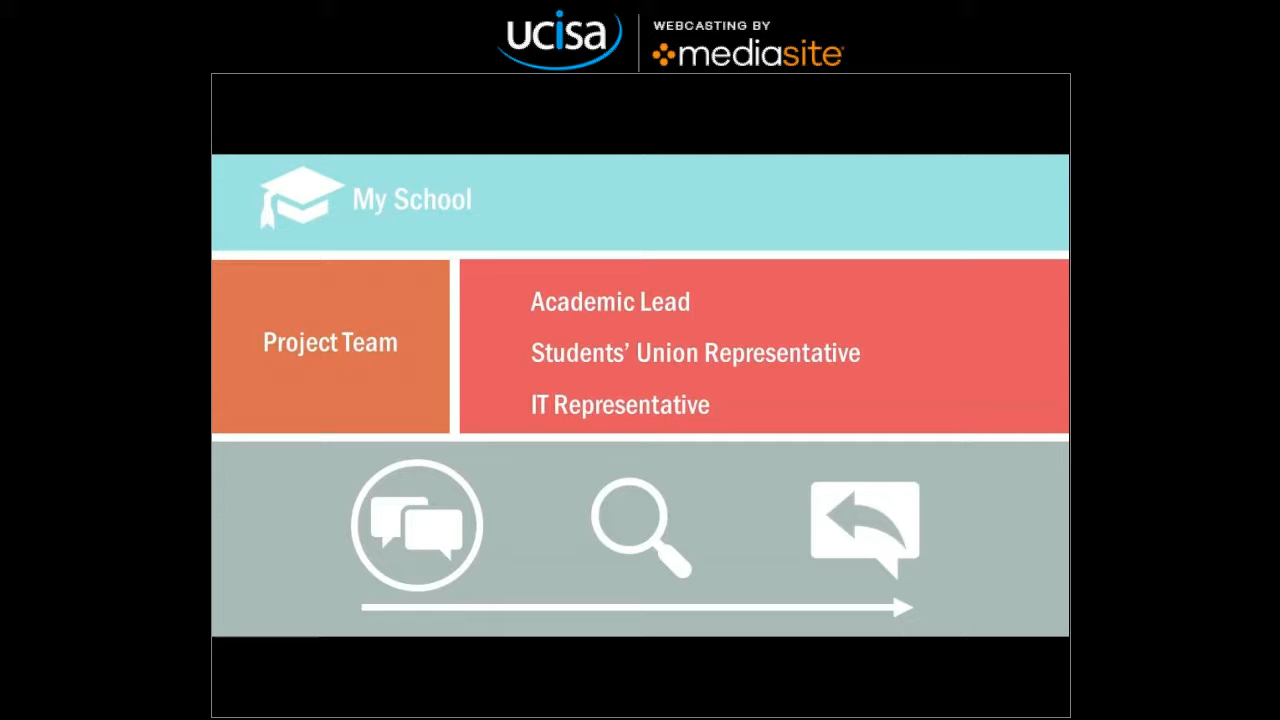 ucisa
WEBCASTING BY
mediasite
My School
Project Team
Academic Lead
Students’ Union Representative
IT Representative